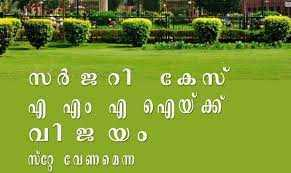 സർജറി കേസ്
എ എം എ ഐയ്ക്ക്
വിജയം
സ്റ്റേ വേണമെന്ന